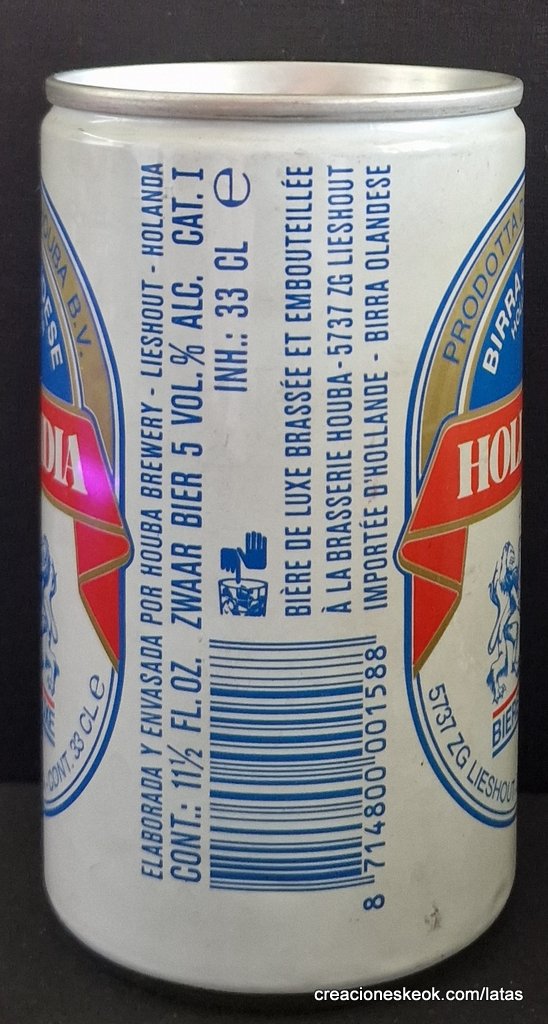 ELABORADA Y ENVASADA POR HOUBA BREWERY - LIESHOUT - HOLANDA
CONT.: 11½ FL.OZ. ZWAAR BIER 5 VOL.% ALC. CAT. I
INH.: 33 CL e
BIÈRE DE LUXE BRASSÉE ET EMBOUTEILLÉE
À LA BRASSERIE HOUBA - 5737 ZG LIESHOUT
IMPORTÉE D'HOLLANDE - BIRRA OLANDESE
8 714800 001588
B.V.
CONT. 33 CL e
PRODOTTA
BIRRA
5737 ZG LIESHOUT
creacioneskeok.com/latas